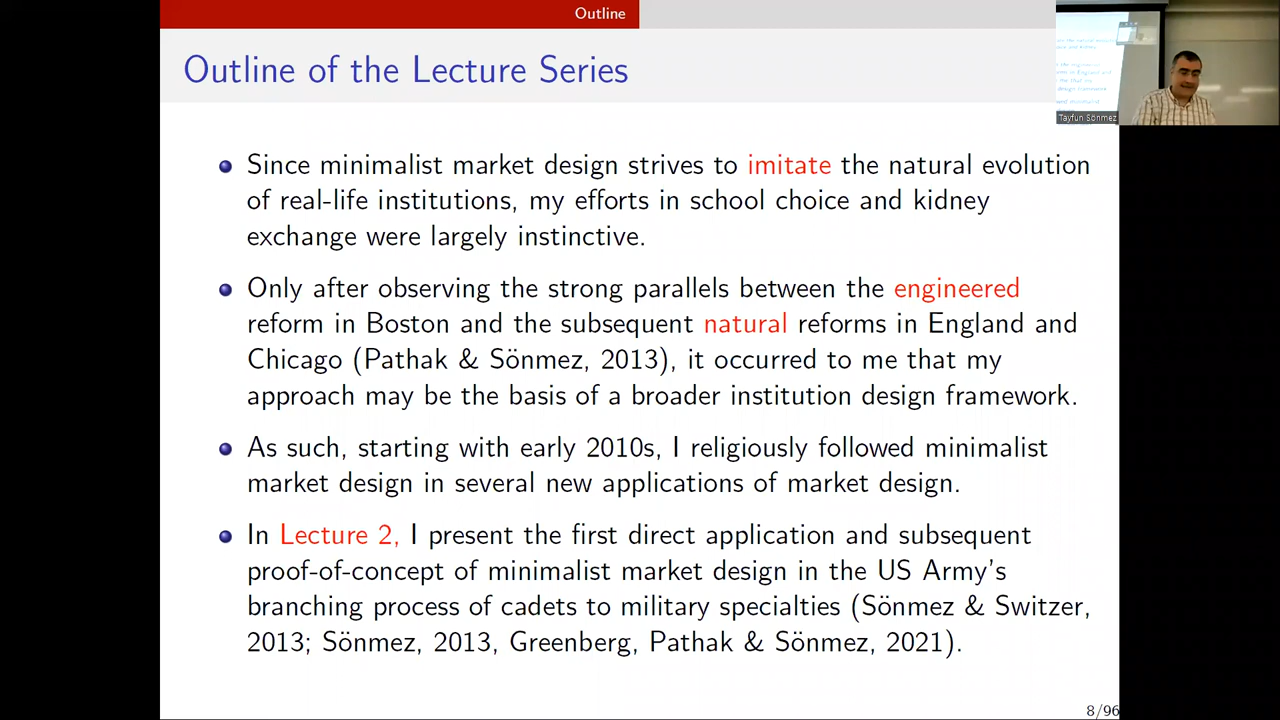 Outline
Outline of the Lecture Series
Since minimalist market design strives to imitate the natural evolution
of real-life institutions, my efforts in school choice and kidney
exchange were largely instinctive.
Only after observing the strong parallels between the engineered
reform in Boston and the subsequent natural reforms in England and
Chicago (Pathak & Sönmez, 2013), it occurred to me that my
approach may be the basis of a broader institution design framework.
As such, starting with early 2010s, I religiously followed minimalist
market design in several new applications of market design.
In Lecture 2, I present the first direct application and subsequent
proof-of-concept of minimalist market design in the US Army's
branching process of cadets to military specialties (Sönmez & Switzer,
2013; Sönmez, 2013, Greenberg, Pathak & Sönmez, 2021).
8/96
Tayfun Sönmez